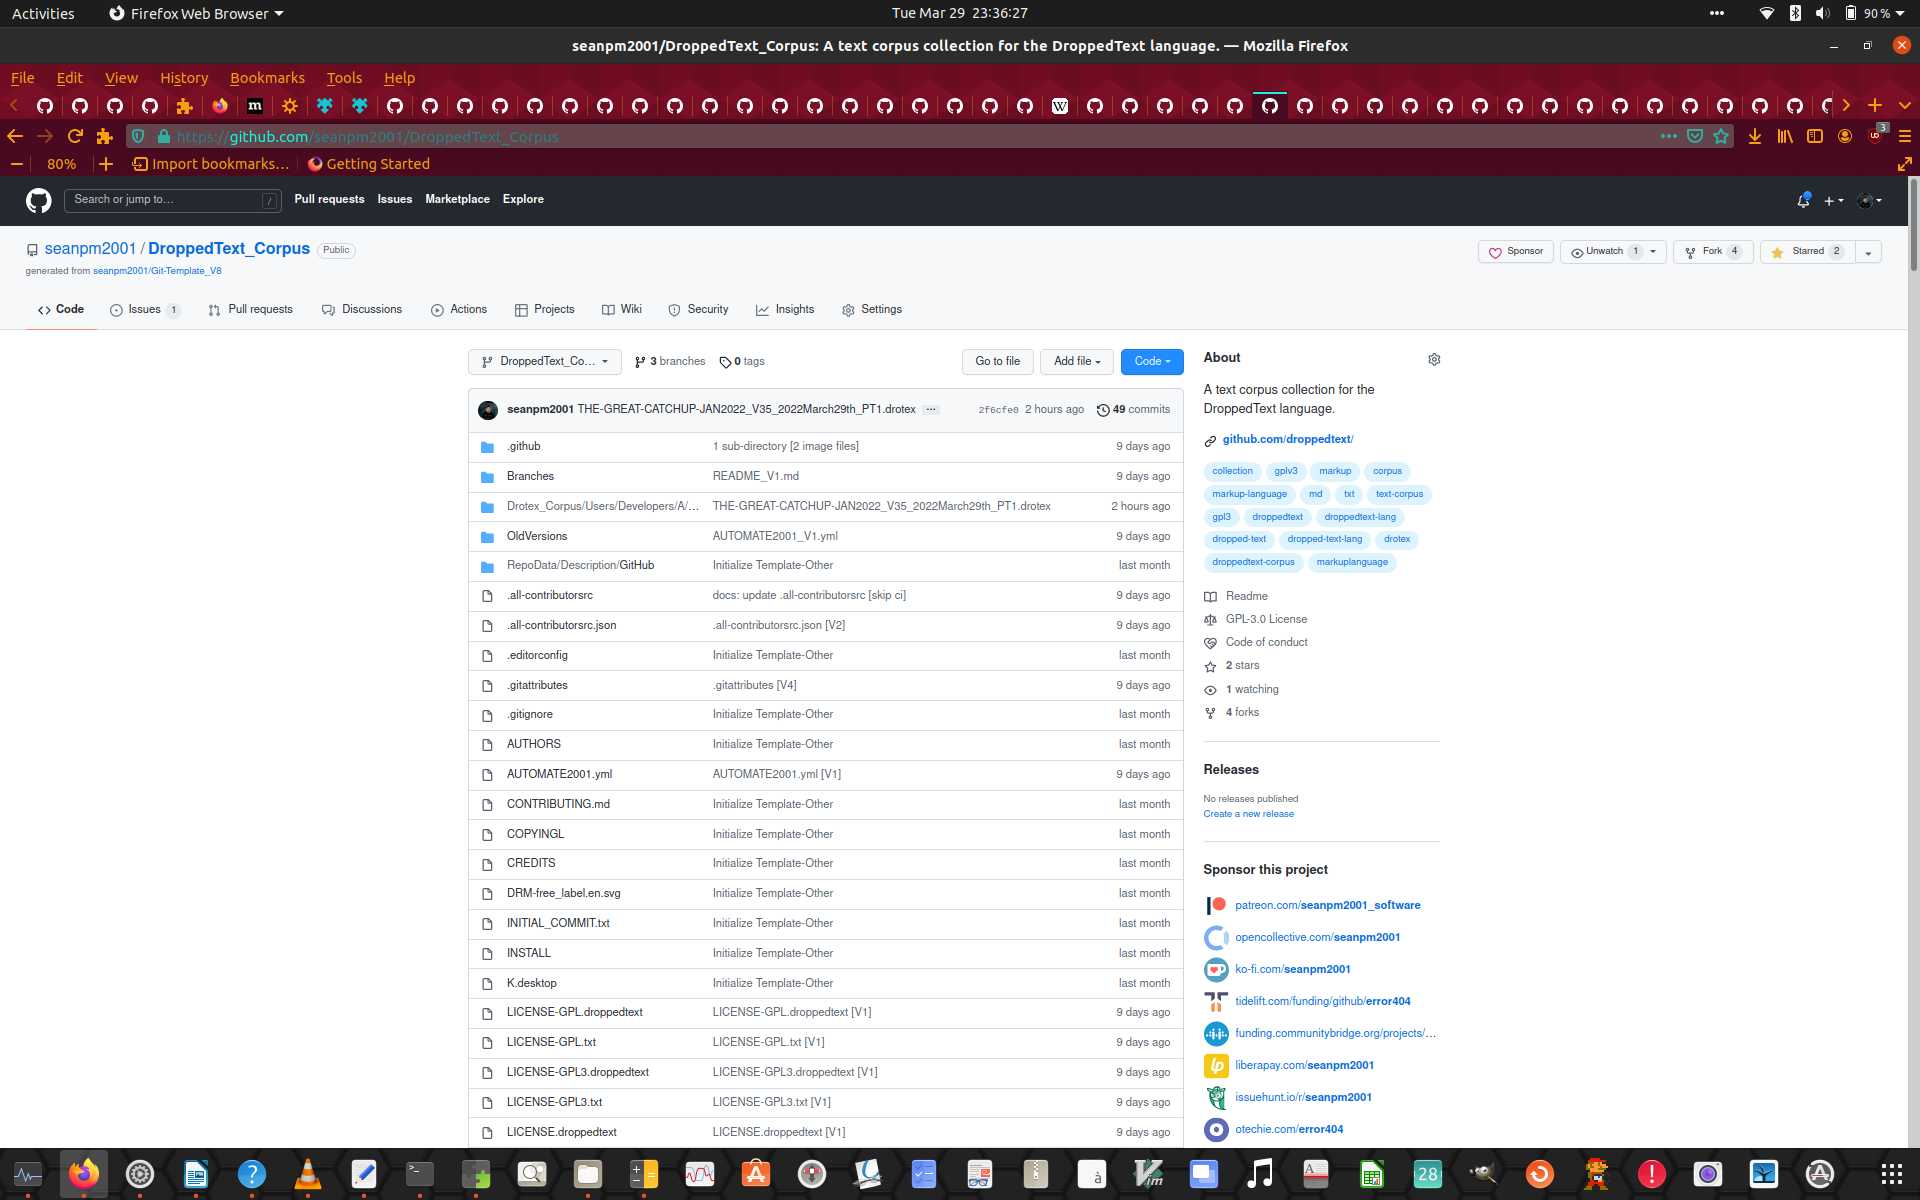 Activities
Firefox Web Browser
Tue Mar 29 23:36:27
90 %
seanpm2001/DroppedText_Corpus: A text corpus collection for the DroppedText language. — Mozilla Firefox
File Edit View History Bookmarks Tools Help
https://github.com/seanpm2001/DroppedText_Corpus
3
80%
Import bookmarks…
Getting Started
Search or jump to…
/
Pull requests Issues Marketplace Explore
seanpm2001 / DroppedText_Corpus
Public
generated from seanpm2001/Git-Template_V8
Sponsor
Unwatch 1
Fork 4
Starred 2
Code
Issues 1
Pull requests
Discussions
Actions
Projects
Wiki
Security
Insights
Settings
DroppedText_Co…
3 branches
0 tags
Go to file
Add file
Code
seanpm2001 THE-GREAT-CATCHUP-JAN2022_V35_2022March29th_PT1.drotex … 2f6cfe0 2 hours ago 49 commits
.github 1 sub-directory [2 image files] 9 days ago
Branches README_V1.md 9 days ago
Drotex_Corpus/Users/Developers/A/… THE-GREAT-CATCHUP-JAN2022_V35_2022March29th_PT1.drotex 2 hours ago
OldVersions AUTOMATE2001_V1.yml 9 days ago
RepoData/Description/GitHub Initialize Template-Other last month
.all-contributorsrc docs: update .all-contributorsrc [skip ci] 9 days ago
.all-contributorsrc.json .all-contributorsrc.json [V2] 9 days ago
.editorconfig Initialize Template-Other last month
.gitattributes .gitattributes [V4] 9 days ago
.gitignore Initialize Template-Other last month
AUTHORS Initialize Template-Other last month
AUTOMATE2001.yml AUTOMATE2001.yml [V1] 9 days ago
CONTRIBUTING.md Initialize Template-Other last month
COPYINGL Initialize Template-Other last month
CREDITS Initialize Template-Other last month
DRM-free_label.en.svg Initialize Template-Other last month
INITIAL_COMMIT.txt Initialize Template-Other last month
INSTALL Initialize Template-Other last month
K.desktop Initialize Template-Other last month
LICENSE-GPL.droppedtext LICENSE-GPL.droppedtext [V1] 9 days ago
LICENSE-GPL.txt LICENSE-GPL.txt [V1] 9 days ago
LICENSE-GPL3.droppedtext LICENSE-GPL3.droppedtext [V1] 9 days ago
LICENSE-GPL3.txt LICENSE-GPL3.txt [V1] 9 days ago
LICENSE.droppedtext LICENSE.droppedtext [V1] 9 days ago
About
A text corpus collection for the
DroppedText language.
github.com/droppedtext/
collection gplv3 markup corpus
markup-language md txt text-corpus
gpl3 droppedtext droppedtext-lang
dropped-text dropped-text-lang drotex
droppedtext-corpus markuplanguage
Readme
GPL-3.0 License
Code of conduct
2 stars
1 watching
4 forks
Releases
No releases published
Create a new release
Sponsor this project
patreon.com/seanpm2001_software
opencollective.com/seanpm2001
ko-fi.com/seanpm2001
tidelift.com/funding/github/error404
funding.communitybridge.org/projects/…
lp
liberapay.com/seanpm2001
issuehunt.io/r/seanpm2001
otechie.com/error404
28